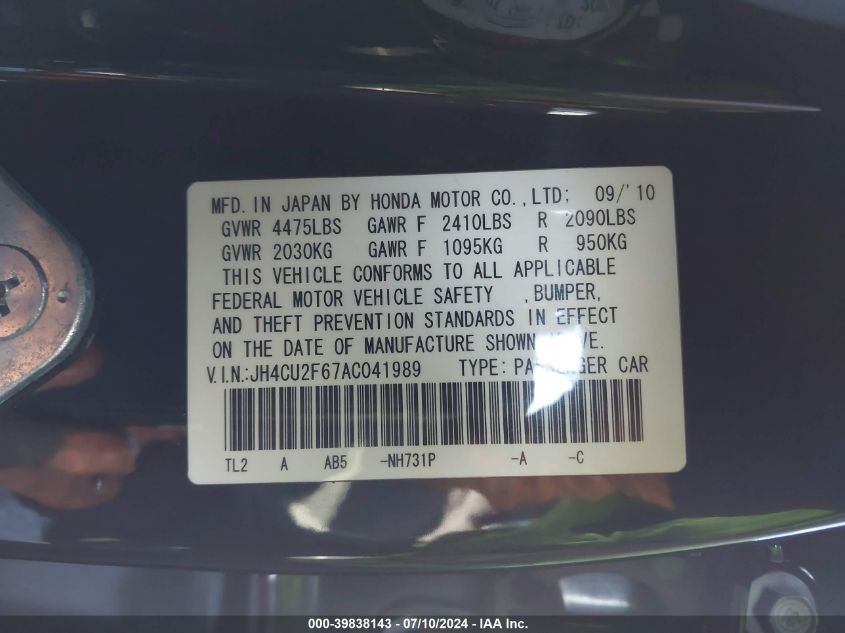 MFD. IN JAPAN BY HONDA MOTOR CO., LTD; 09/'10
GVWR 4475LBS GAWR F 2410LBS R 2090LBS
GVWR 2030KG GAWR F 1095KG R 950KG
THIS VEHICLE CONFORMS TO ALL APPLICABLE
FEDERAL MOTOR VEHICLE SAFETY , BUMPER,
AND THEFT PREVENTION STANDARDS IN EFFECT
ON THE DATE OF MANUFACTURE SHOWN
V.I.N.:JH4CU2F67AC041989 TYPE: CAR
TL2 A AB5 -NH731P -A -C
000-39838143 - 07/10/2024 - IAA Inc.